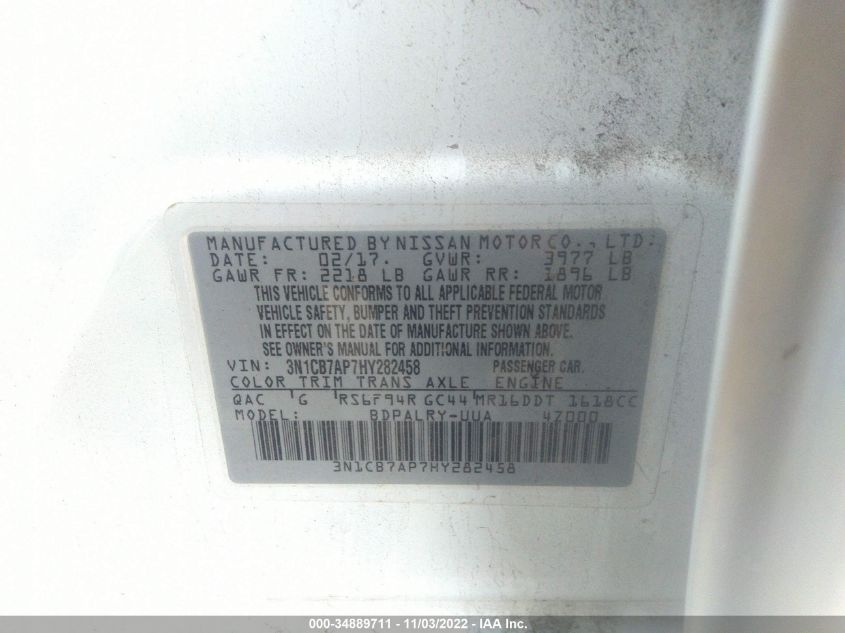 MANUFACTURED BY NISSAN MOTOR CO., LTD.
DATE: 02/17. GVWR: 3977 LB
GAWR FR: 2218 LB GAWR RR: 1896 LB
THIS VEHICLE CONFORMS TO ALL APPLICABLE FEDERAL MOTOR
VEHICLE SAFETY, BUMPER AND THEFT PREVENTION STANDARDS
IN EFFECT ON THE DATE OF MANUFACTURE SHOWN ABOVE.
SEE OWNER'S MANUAL FOR ADDITIONAL INFORMATION.
VIN: 3N1CB7AP7HY282458 PASSENGER CAR.
COLOR TRIM TRANS AXLE ENGINE
QAC G RS6F94R GC44 MR16DDT 1618CC
MODEL: BDPALRY-UUA 4Z000
3N1CB7AP7HY282458
000-34889711 - 11/03/2022 - IAA Inc.